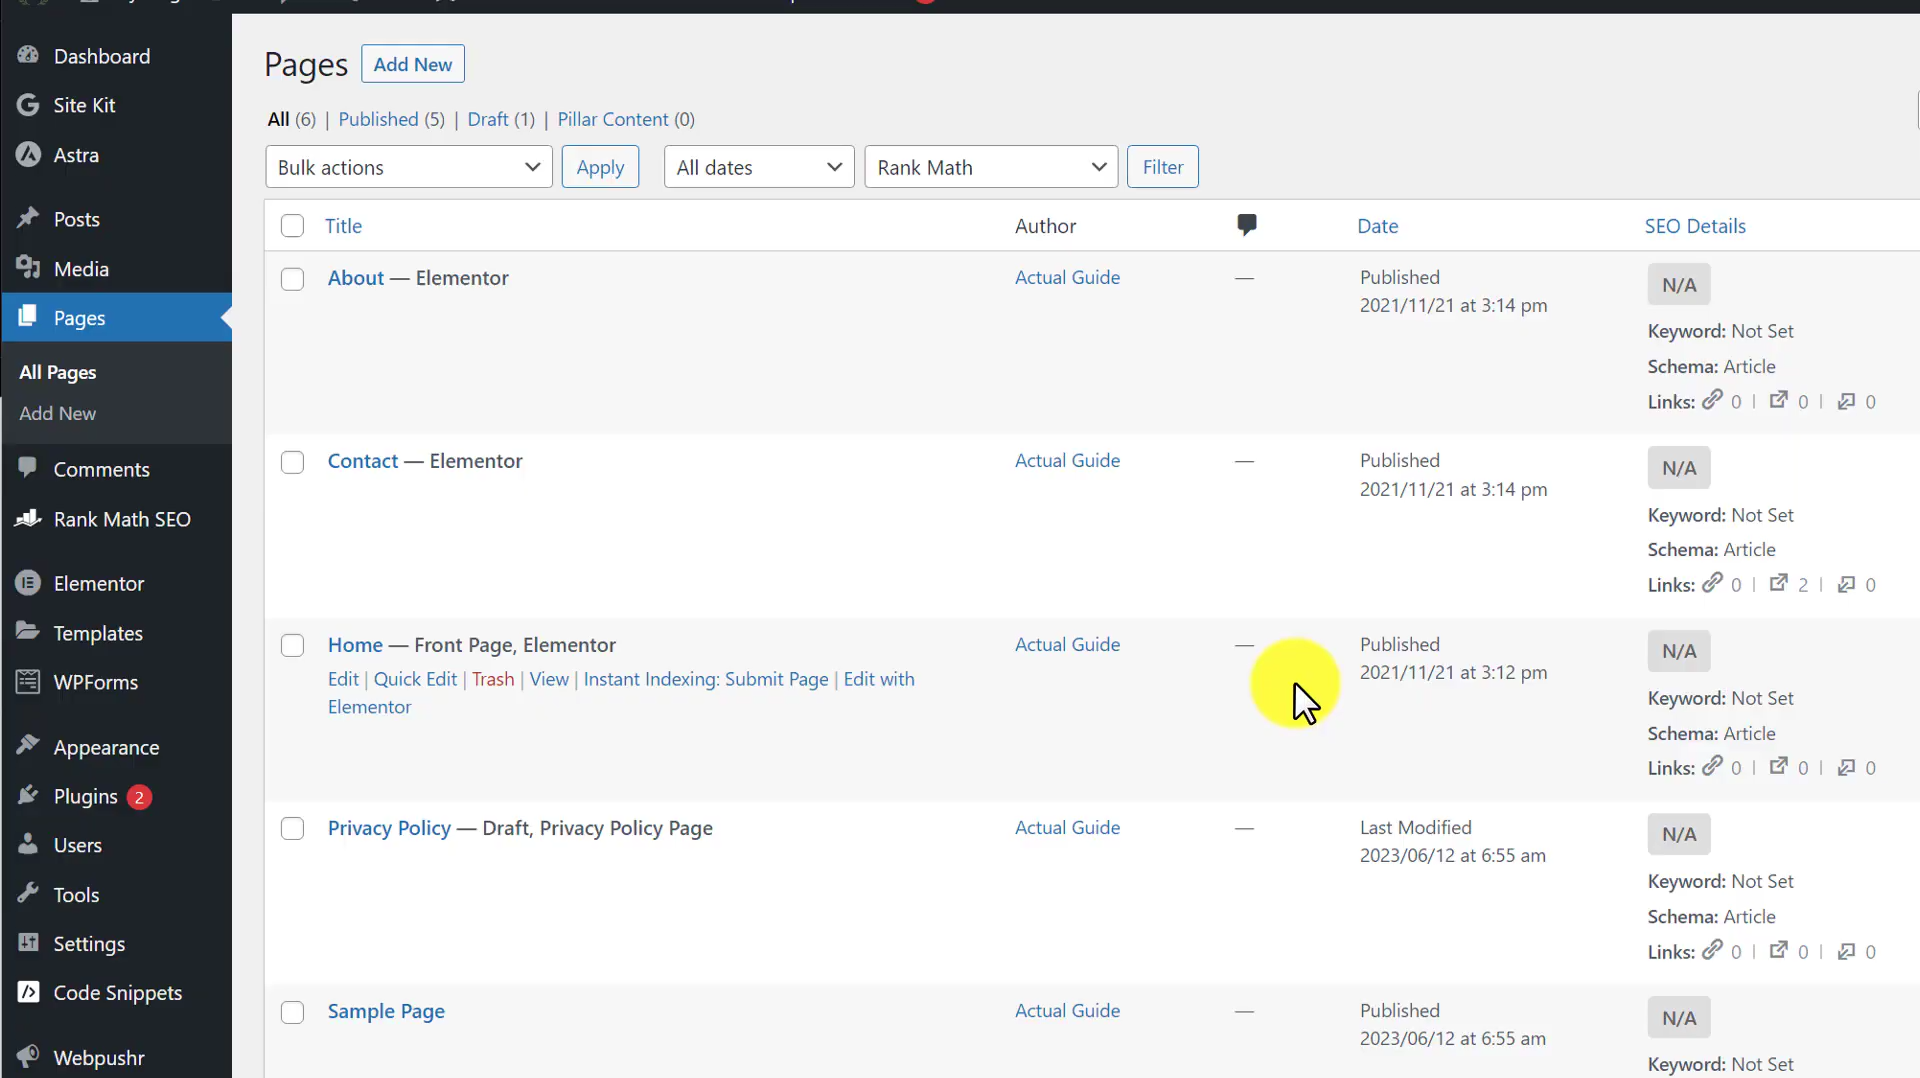 Dashboard
Site Kit
Astra
Posts
Media
Pages
All Pages
Add New
Comments
Rank Math SEO
Elementor
Templates
WPForms
Appearance
Plugins 2
Users
Tools
Settings
Code Snippets
Webpushr
Pages Add New
All (6) | Published (5) | Draft (1) | Pillar Content (0)
Bulk actions Apply All dates Rank Math Filter
Title Author Date SEO Details
About — Elementor Actual Guide — Published N/A
2021/11/21 at 3:14 pm
Keyword: Not Set
Schema: Article
Links: 0 | 0 | 0
Contact — Elementor Actual Guide — Published N/A
2021/11/21 at 3:14 pm
Keyword: Not Set
Schema: Article
Links: 0 | 2 | 0
Home — Front Page, Elementor Actual Guide — Published N/A
Edit | Quick Edit | Trash | View | Instant Indexing: Submit Page | Edit with 2021/11/21 at 3:12 pm
Elementor Keyword: Not Set
Schema: Article
Links: 0 | 0 | 0
Privacy Policy — Draft, Privacy Policy Page Actual Guide — Last Modified N/A
2023/06/12 at 6:55 am
Keyword: Not Set
Schema: Article
Links: 0 | 0 | 0
Sample Page Actual Guide — Published N/A
2023/06/12 at 6:55 am
Keyword: Not Set